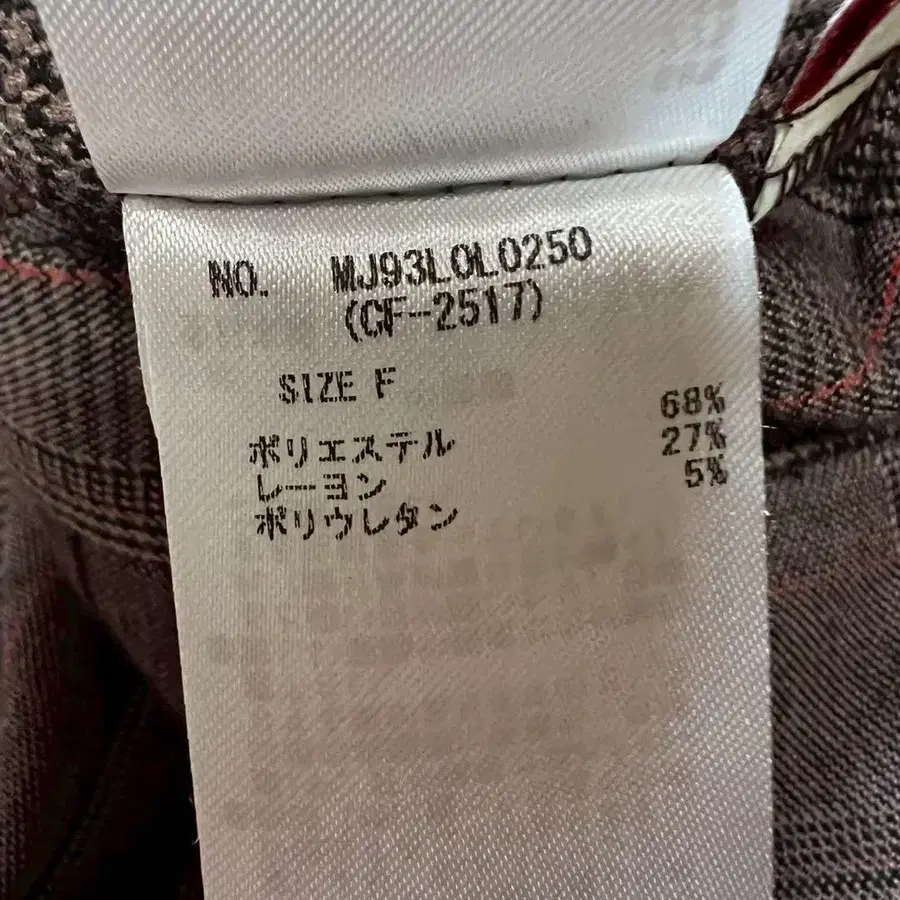 NO. MJ93LOL0250
(CF-2517)
SIZE F
ポリエステル 68%
レーヨン 27%
ポリウレタン 5%